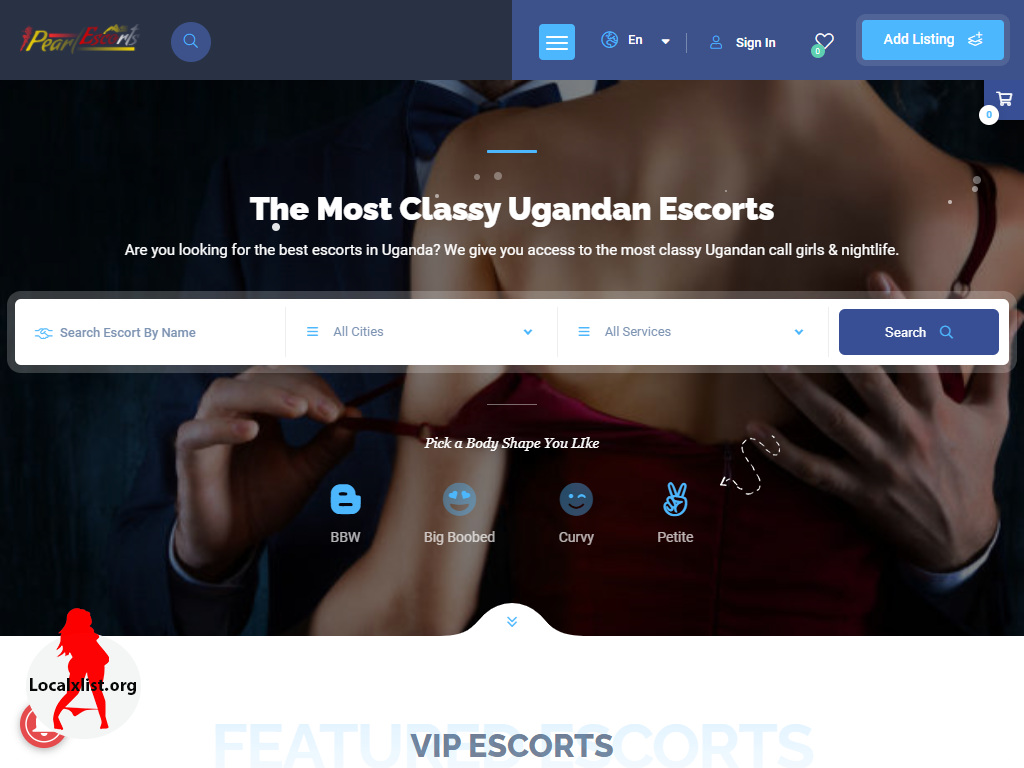 PearlEscorts
En
Sign In
0
Add Listing
0
The Most Classy Ugandan Escorts
Are you looking for the best escorts in Uganda? We give you access to the most classy Ugandan call girls & nightlife.
Search Escort By Name
All Cities
All Services
Search
Pick a Body Shape You LIke
BBW
Big Boobed
Curvy
Petite
Localxlist.org
FEATURED ESCORTS
VIP ESCORTS